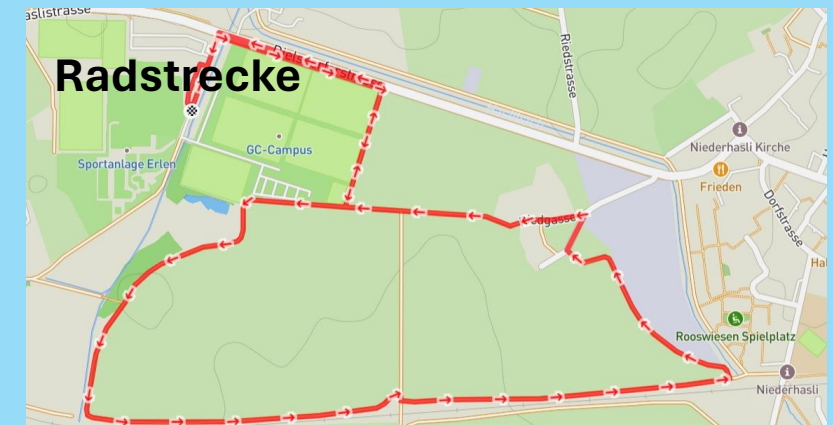 aslistrasse
Radstrecke
Riedstrasse
GC-Campus
Sportanlage Erlen
Niederhasli Kirche
Frieden
Dorfstrasse
Rooswiesen Spielplatz
Niederhasli